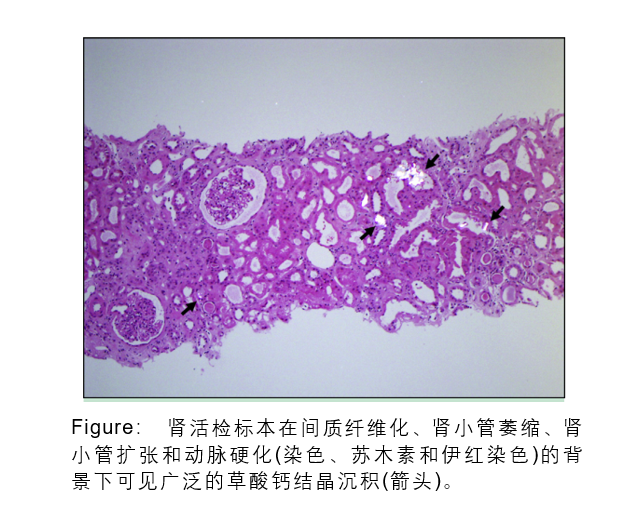 Figure: 肾活检标本在间质纤维化、肾小管萎缩、肾
小管扩张和动脉硬化(染色、苏木素和伊红染色)的背
景下可见广泛的草酸钙结晶沉积(箭头)。